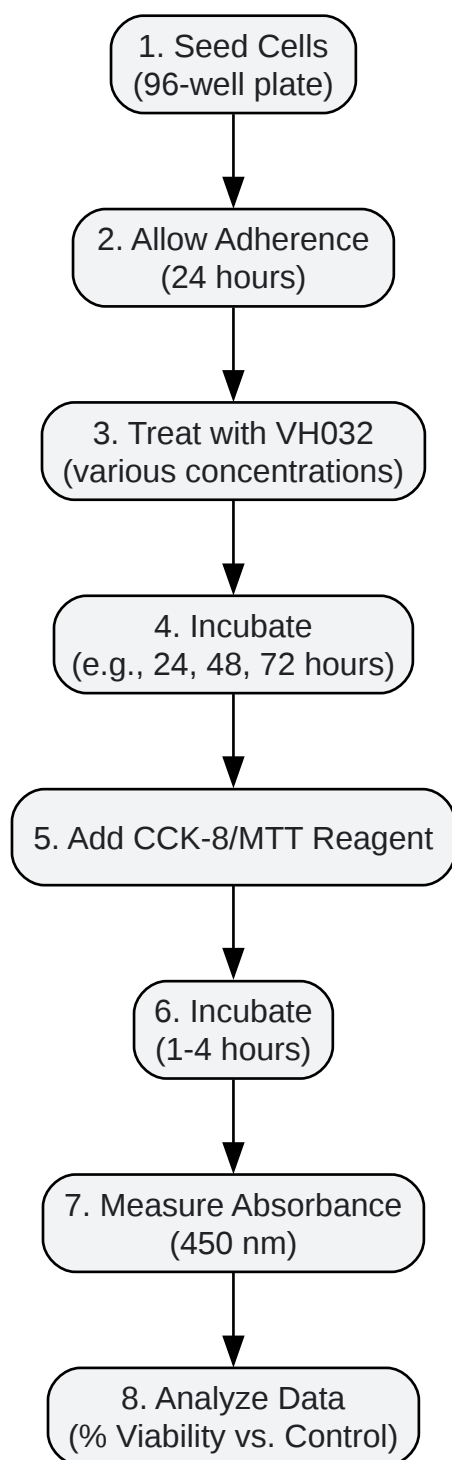 1. Seed Cells
(96-well plate)
2. Allow Adherence
(24 hours)
3. Treat with VH032
(various concentrations)
4. Incubate
(e.g., 24, 48, 72 hours)
5. Add CCK-8/MTT Reagent
6. Incubate
(1-4 hours)
7. Measure Absorbance
(450 nm)
8. Analyze Data
(% Viability vs. Control)